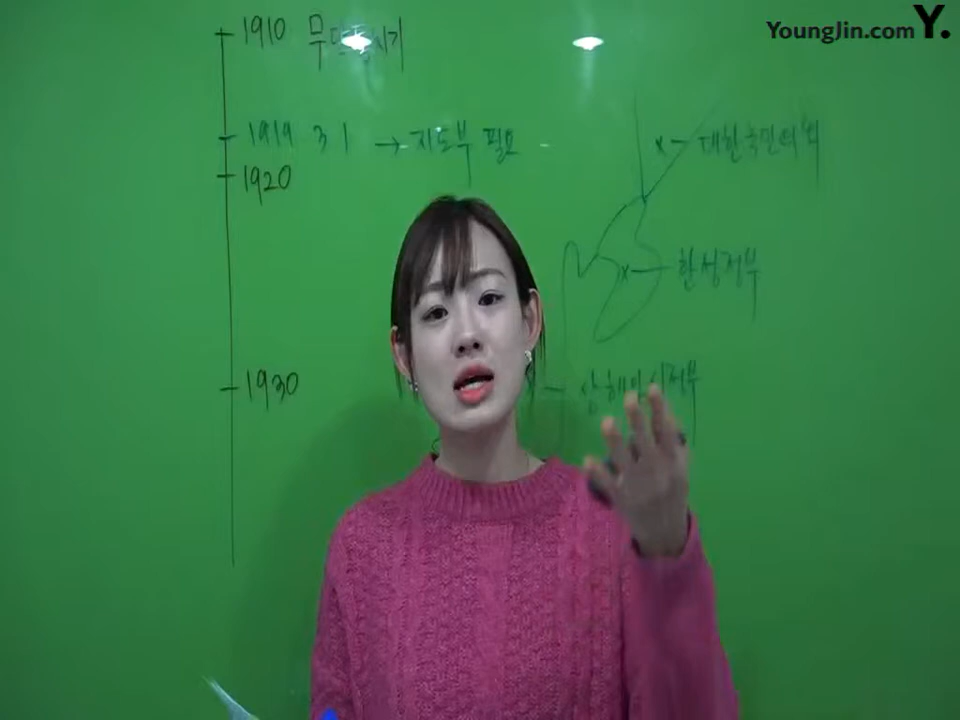 YoungJin.com Y.
1910 무단통치기
1919 3 1 → 지도부 필요
x - 대한국민의회
1920
x - 한성정부
1930
상해임시정부